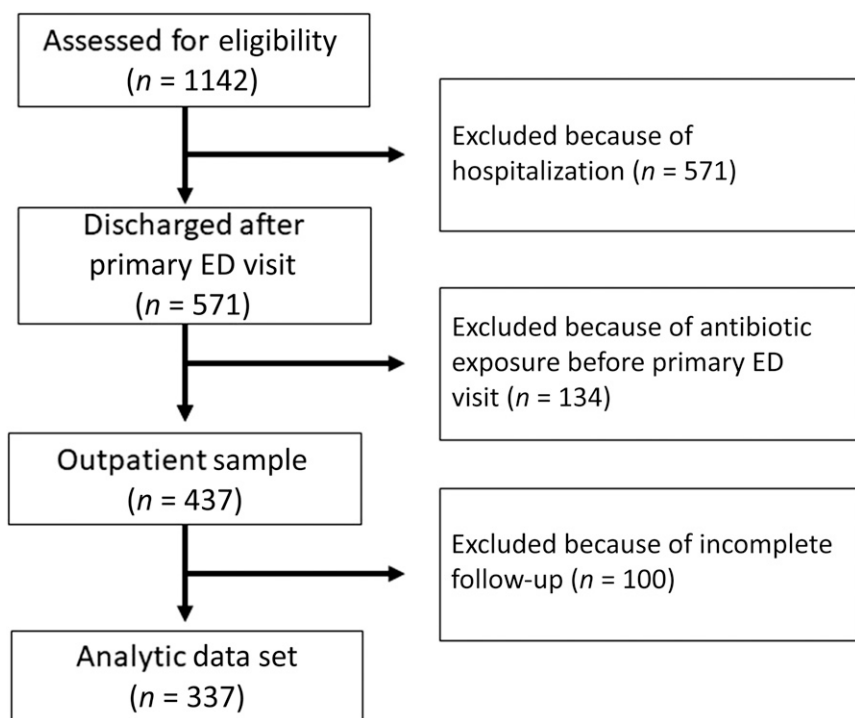 Assessed for eligibility
(n = 1142)
Excluded because of
hospitalization (n = 571)
Discharged after
primary ED visit
(n = 571)
Excluded because of antibiotic
exposure before primary ED
visit (n = 134)
Outpatient sample
(n = 437)
Excluded because of incomplete
follow-up (n = 100)
Analytic data set
(n = 337)